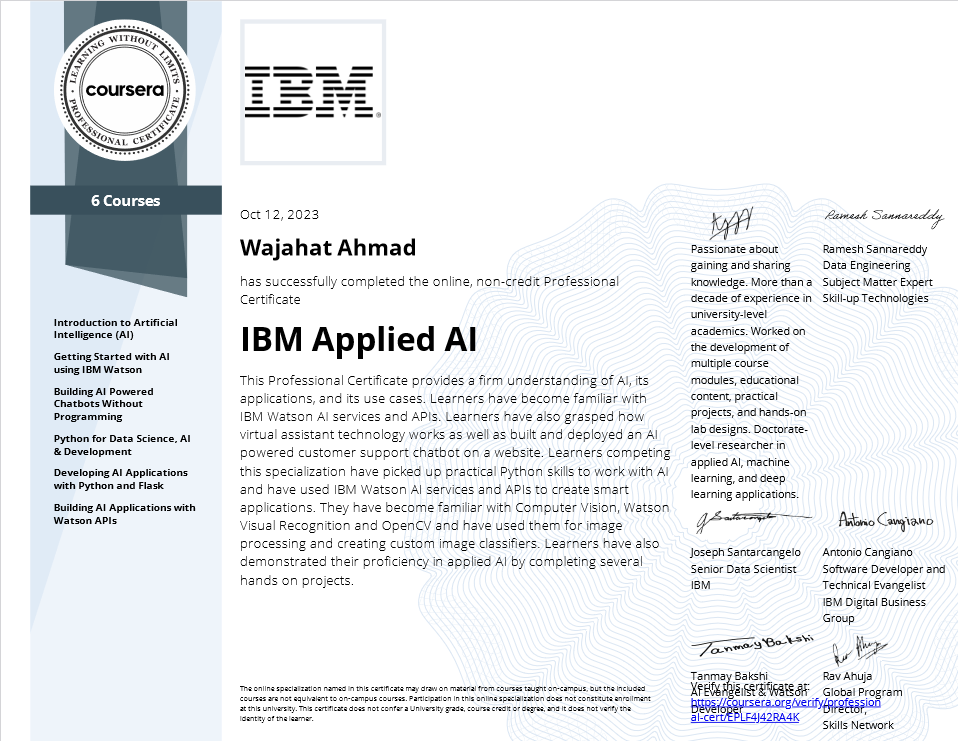 LEARNING WITHOUT LIMITS
coursera
PROFESSIONAL CERTIFICATE
IBM®
6 Courses
Introduction to Artificial
Intelligence (AI)
Getting Started with AI
using IBM Watson
Building AI Powered
Chatbots Without
Programming
Python for Data Science, AI
& Development
Developing AI Applications
with Python and Flask
Building AI Applications with
Watson APIs
Oct 12, 2023
Wajahat Ahmad
has successfully completed the online, non-credit Professional
Certificate
IBM Applied AI
This Professional Certificate provides a firm understanding of AI, its
applications, and its use cases. Learners have become familiar with
IBM Watson AI services and APIs. Learners have also grasped how
virtual assistant technology works as well as built and deployed an AI
powered customer support chatbot on a website. Learners competing
this specialization have picked up practical Python skills to work with AI
and have used IBM Watson AI services and APIs to create smart
applications. They have become familiar with Computer Vision, Watson
Visual Recognition and OpenCV and have used them for image
processing and creating custom image classifiers. Learners have also
demonstrated their proficiency in applied AI by completing several
hands on projects.
The online specialization named in this certificate may draw on material from courses taught on-campus, but the included
courses are not equivalent to on-campus courses. Participation in this online specialization does not constitute enrollment
at this university. This certificate does not confer a University grade, course credit or degree, and it does not verify the
identity of the learner.
Passionate about
gaining and sharing
knowledge. More than a
decade of experience in
university-level
academics. Worked on
the development of
multiple course
modules, educational
content, practical
projects, and hands-on
lab designs. Doctorate-
level researcher in
applied AI, machine
learning, and deep
learning applications.
Ramesh Sannareddy
Ramesh Sannareddy
Data Engineering
Subject Matter Expert
Skill-up Technologies
Joseph Santarcangelo
Senior Data Scientist
IBM
Antonio Cangiano
Antonio Cangiano
Software Developer and
Technical Evangelist
IBM Digital Business
Group
Tanmay Bakshi
Tanmay Bakshi
AI Evangelist & Watson
Developer
Rav Ahuja
Rav Ahuja
Global Program
Director,
Skills Network
Verify this certificate at:
https://coursera.org/verify/profession
al-cert/EPLF4J42RA4K